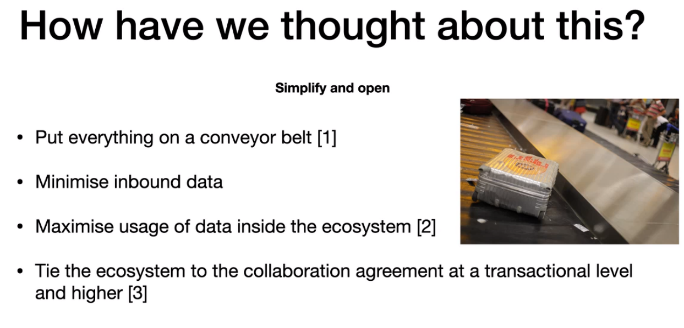 How have we thought about this?
Simplify and open
• Put everything on a conveyor belt [1]
• Minimise inbound data
• Maximise usage of data inside the ecosystem [2]
• Tie the ecosystem to the collaboration agreement at a transactional level
and higher [3]